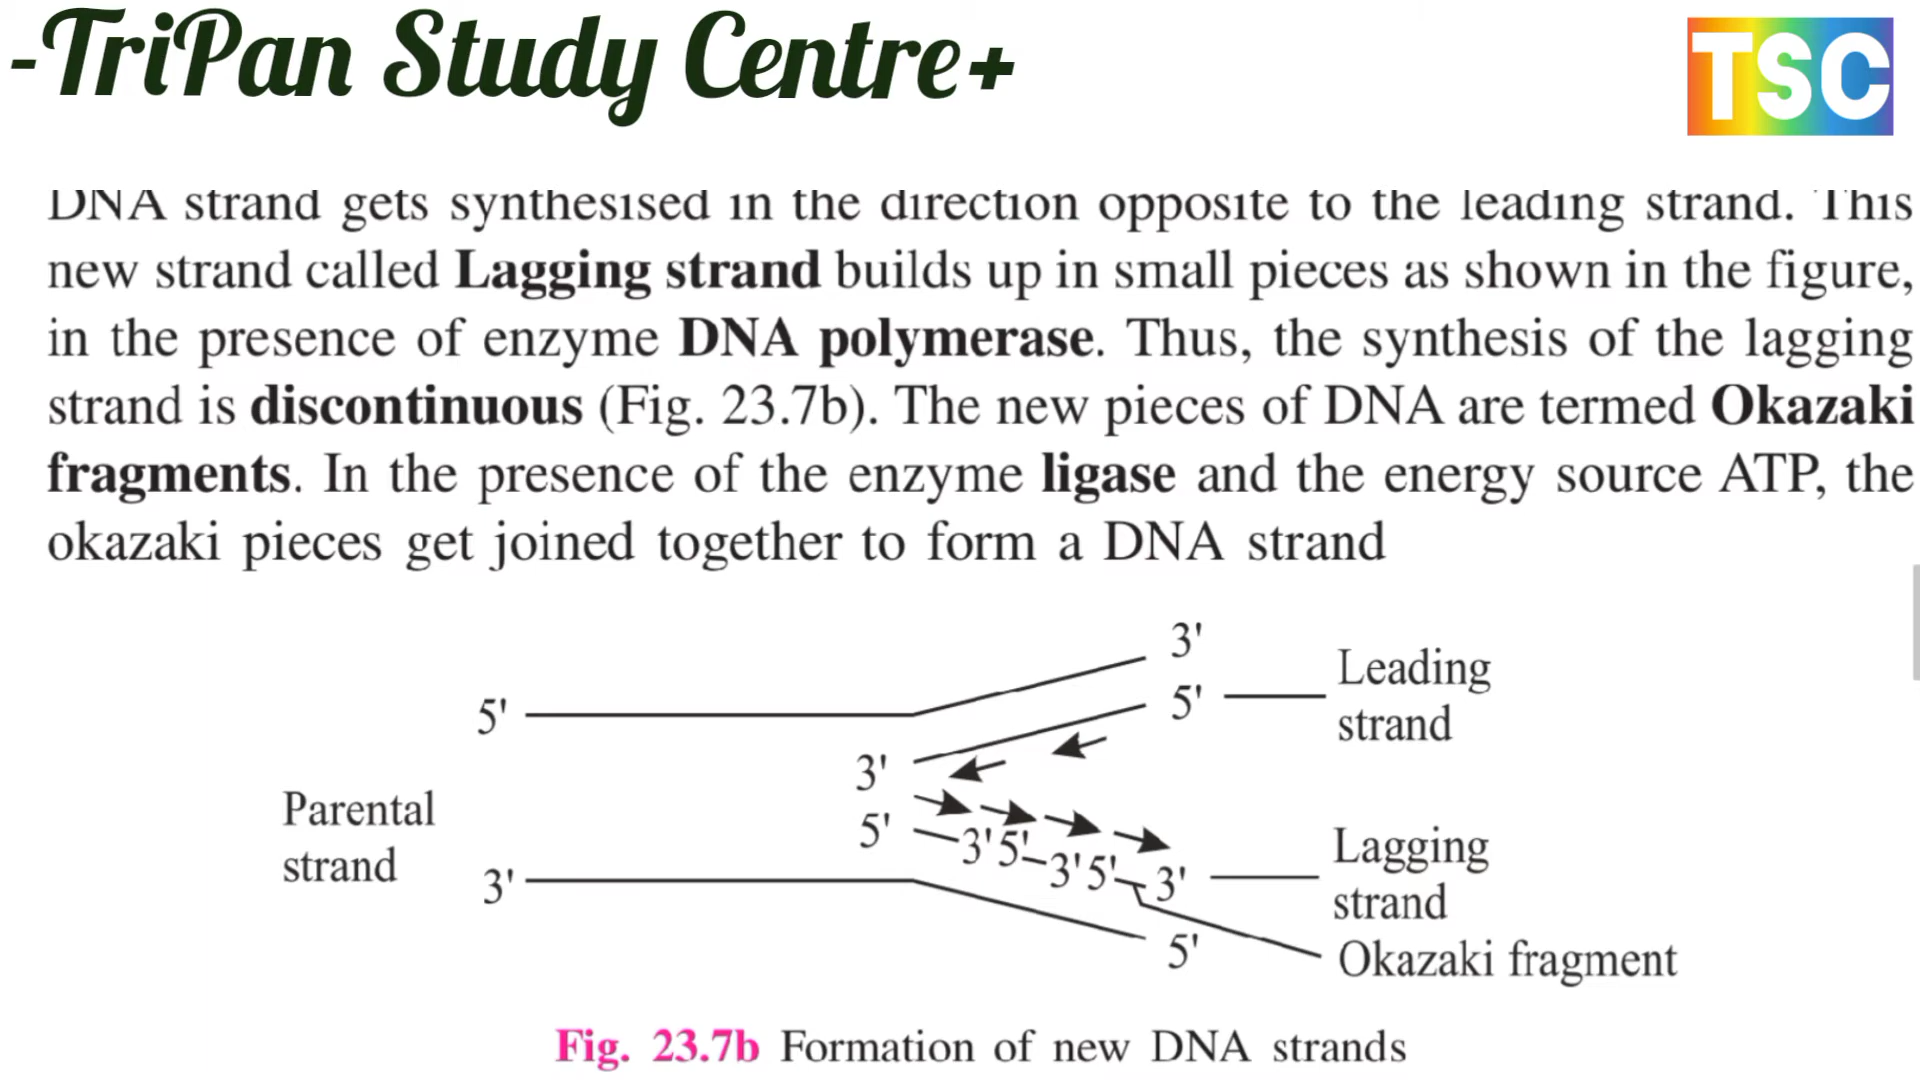 -TriPan Study Centre+
TSC
DNA strand gets synthesised in the direction opposite to the leading strand. This
new strand called Lagging strand builds up in small pieces as shown in the figure,
in the presence of enzyme DNA polymerase. Thus, the synthesis of the lagging
strand is discontinuous (Fig. 23.7b). The new pieces of DNA are termed Okazaki
fragments. In the presence of the enzyme ligase and the energy source ATP, the
okazaki pieces get joined together to form a DNA strand
3'
Leading
5'
strand
5'
3'
Parental
strand
5'
3' 5' 3' 5' 3'
Lagging
strand
3'
5'
Okazaki fragment
Fig. 23.7b Formation of new DNA strands